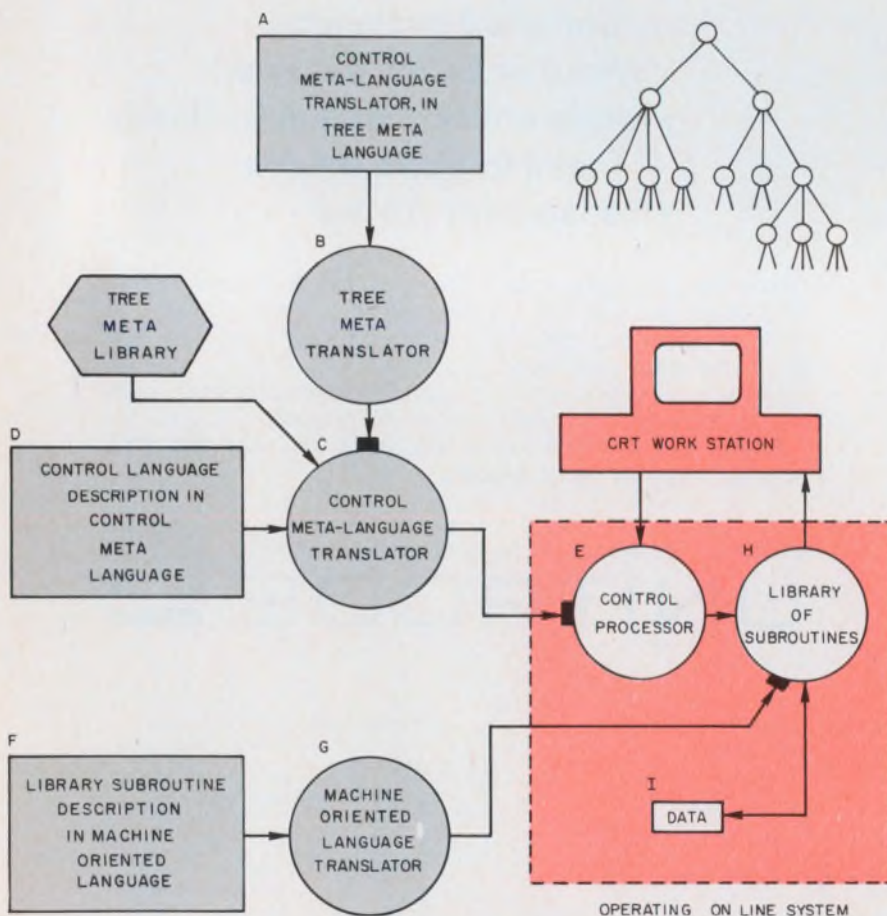 A
CONTROL
META-LANGUAGE
TRANSLATOR, IN
TREE META
LANGUAGE
B
TREE
META
TRANSLATOR
TREE
META
LIBRARY
C
CONTROL
META-LANGUAGE
TRANSLATOR
D
CONTROL LANGUAGE
DESCRIPTION IN
CONTROL
META
LANGUAGE
CRT WORK STATION
E
CONTROL
PROCESSOR
H
LIBRARY
OF
SUBROUTINES
F
LIBRARY SUBROUTINE
DESCRIPTION
IN MACHINE
ORIENTED
LANGUAGE
G
MACHINE
ORIENTED
LANGUAGE
TRANSLATOR
I
DATA
OPERATING ON LINE SYSTEM